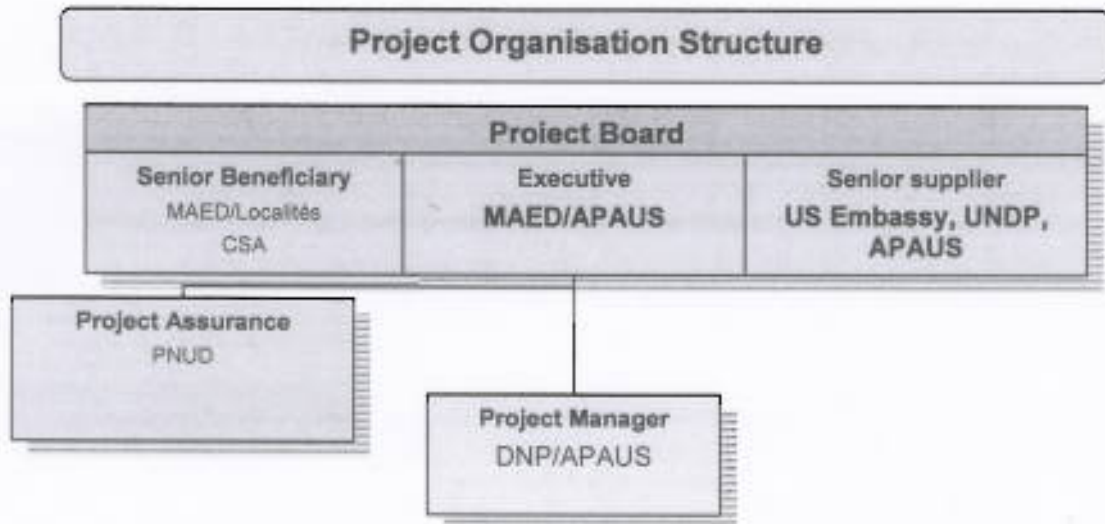 Project Organisation Structure
Project Board
Senior Beneficiary
MAED/Localités
CSA
Executive
MAED/APAUS
Senior supplier
US Embassy, UNDP,
APAUS
Project Assurance
PNUD
Project Manager
DNP/APAUS